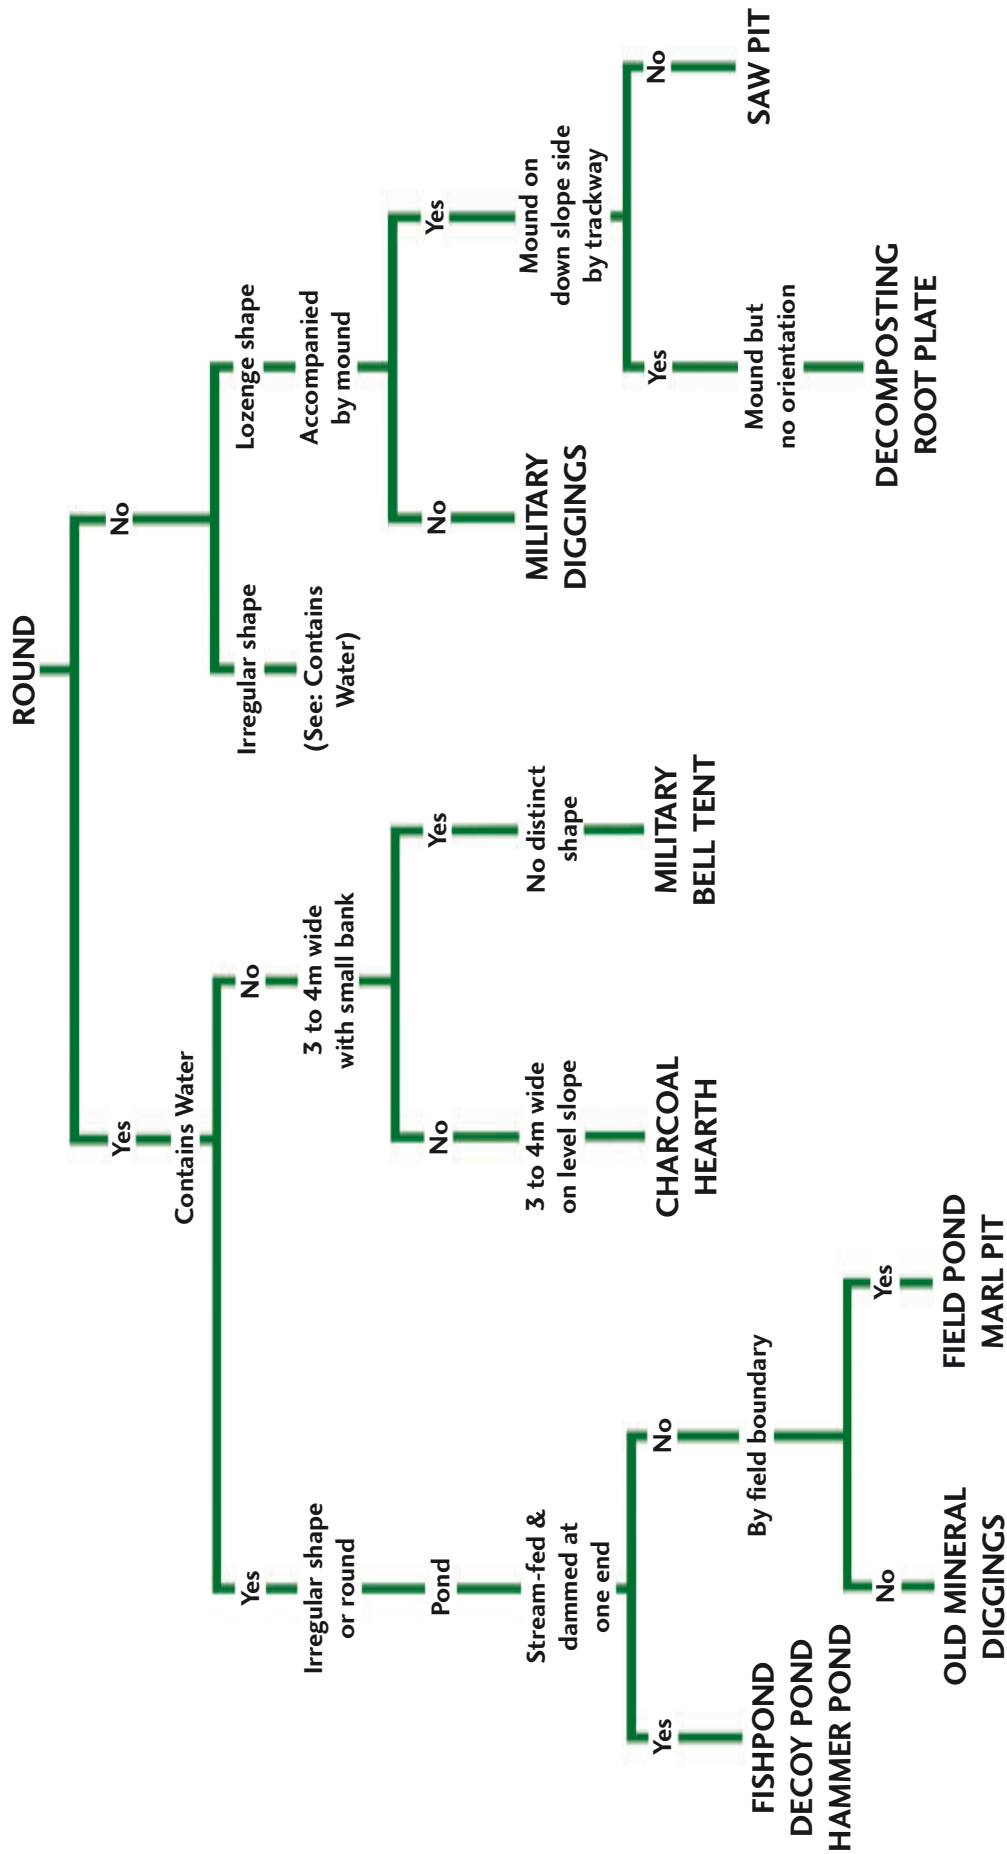 ROUND
Yes
No
Contains Water
Irregular shape
Lozenge shape
Yes
No
(See: Contains
Water)
Accompanied
by mound
Irregular shape
or round
3 to 4m wide
with small bank
No
Yes
Pond
No
Yes
MILITARY
DIGGINGS
Mound on
down slope side
by trackway
Stream-fed &
dammed at
one end
3 to 4m wide
on level slope
No distinct
shape
Yes
No
Yes
No
CHARCOAL
HEARTH
MILITARY
BELL TENT
Mound but
no orientation
SAW PIT
FISHPOND
DECOY POND
HAMMER POND
By field boundary
DECOMPOSTING
ROOT PLATE
No
Yes
OLD MINERAL
DIGGINGS
FIELD POND
MARL PIT